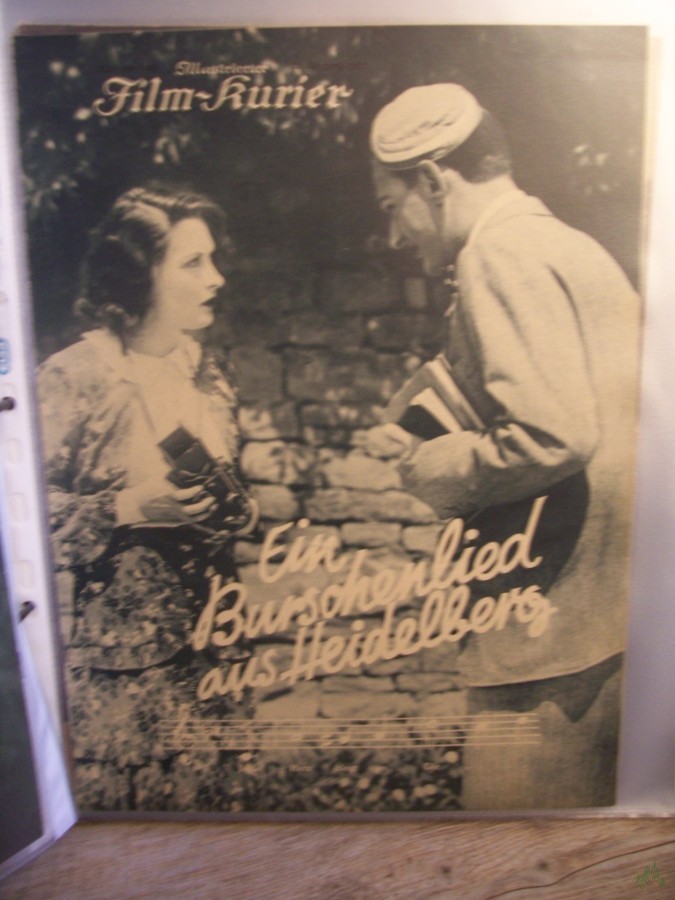 Illustrierter
Film-Kurier
Ein
Burschenlied
aus Heidelberg